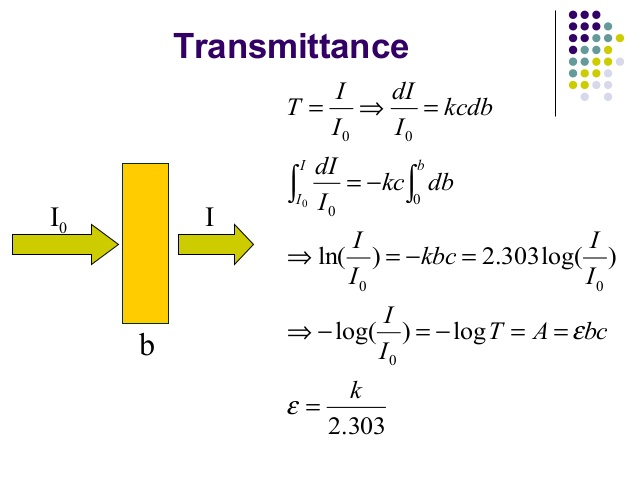 Transmittance
T = I/I₀ ⇒ dI/I₀ = kcdb
∫_{I₀}^{I} dI/I₀ = −kc ∫_{0}^{b} db
I₀ I
⇒ ln(I/I₀) = −kbc = 2.303log(I/I₀)
⇒ −log(I/I₀) = −log T = A = εbc
b
ε = k/2.303